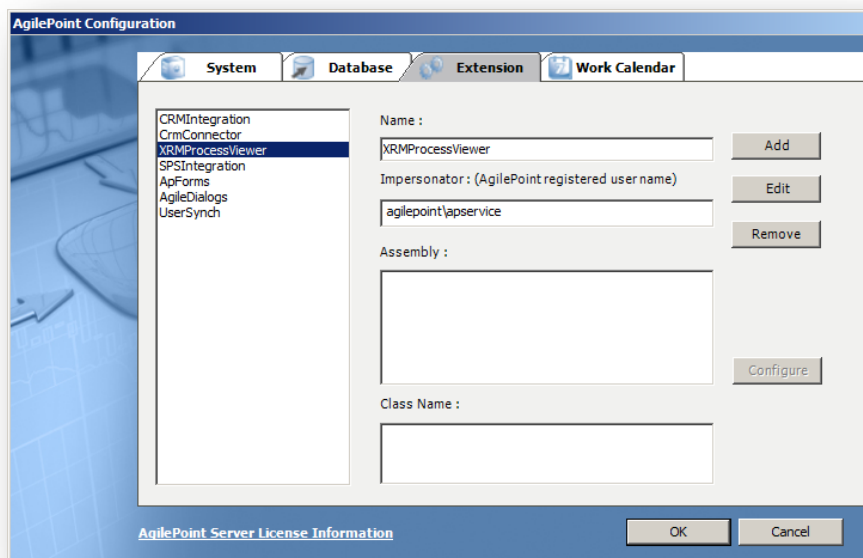 AgilePoint Configuration
System
Database
Extension
Work Calendar
CRMIntegration
CrmConnector
XRMProcessViewer
SPSIntegration
ApForms
AgileDialogs
UserSynch
Name :
XRMProcessViewer
Impersonator : (AgilePoint registered user name)
agilepoint\apservice
Assembly :
Class Name :
Add
Edit
Remove
Configure
AgilePoint Server License Information
OK
Cancel